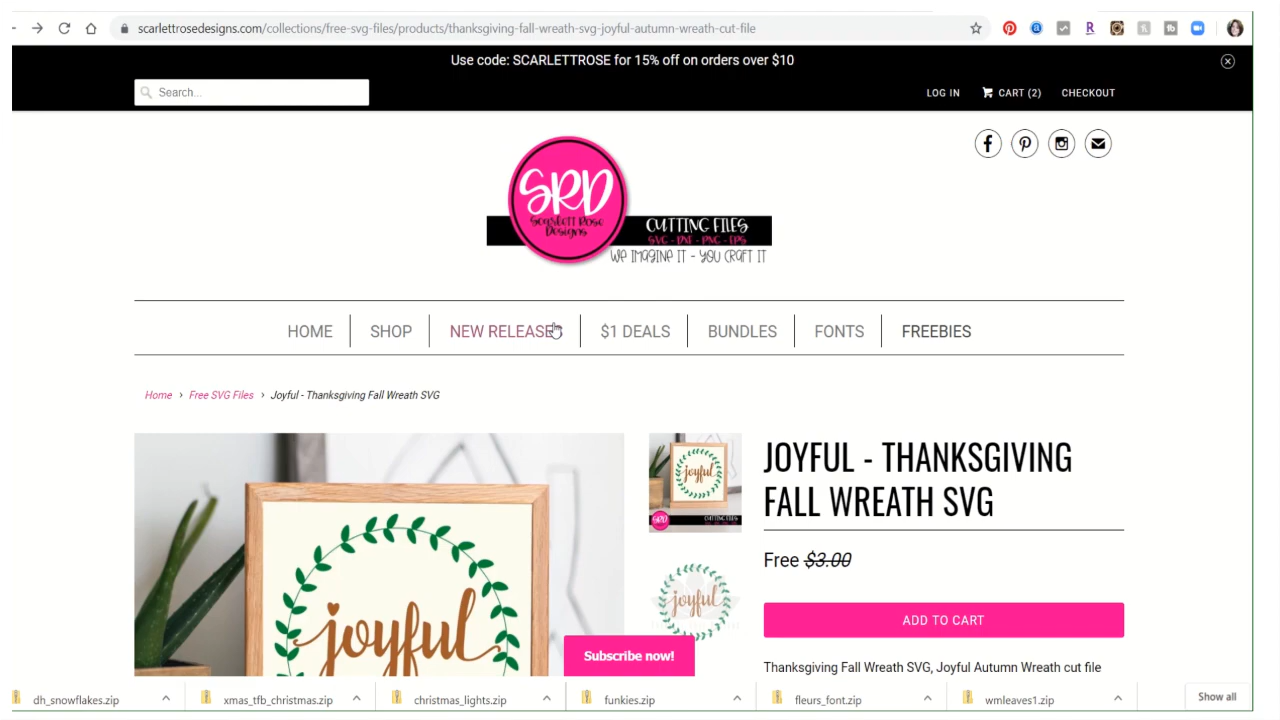 scarlettrosedesigns.com/collections/free-svg-files/products/thanksgiving-fall-wreath-svg-joyful-autumn-wreath-cut-file
Use code: SCARLETTROSE for 15% off on orders over $10
Search...
LOG IN
CART (2)
CHECKOUT
SRD
Scarlett Rose
Designs
CUTTING FILES
SVG - DXF - PNG - EPS
WE IMAGINE IT - YOU CRAFT IT
HOME
SHOP
NEW RELEASES
$1 DEALS
BUNDLES
FONTS
FREEBIES
Home › Free SVG Files › Joyful - Thanksgiving Fall Wreath SVG
joyful
joyful
SRD
CUTTING FILES
joyful
JOYFUL - THANKSGIVING
FALL WREATH SVG
Free $3.00
ADD TO CART
Subscribe now!
Thanksgiving Fall Wreath SVG, Joyful Autumn Wreath cut file
dh_snowflakes.zip
xmas_tfb_christmas.zip
christmas_lights.zip
funkies.zip
fleurs_font.zip
wmleaves1.zip
Show all